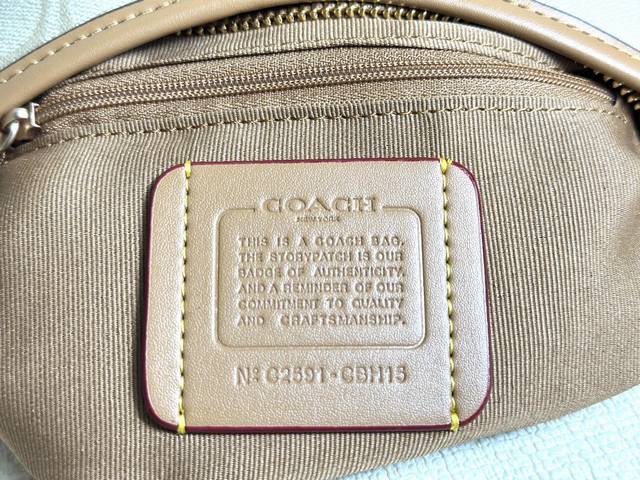 COACH
NEW YORK
THIS IS A COACH BAG.
THE STORYPATCH IS OUR
BADGE OF AUTHENTICITY,
AND A REMINDER OF OUR
COMMITMENT TO QUALITY
AND CRAFTSMANSHIP.
Nº C2591-CBH15